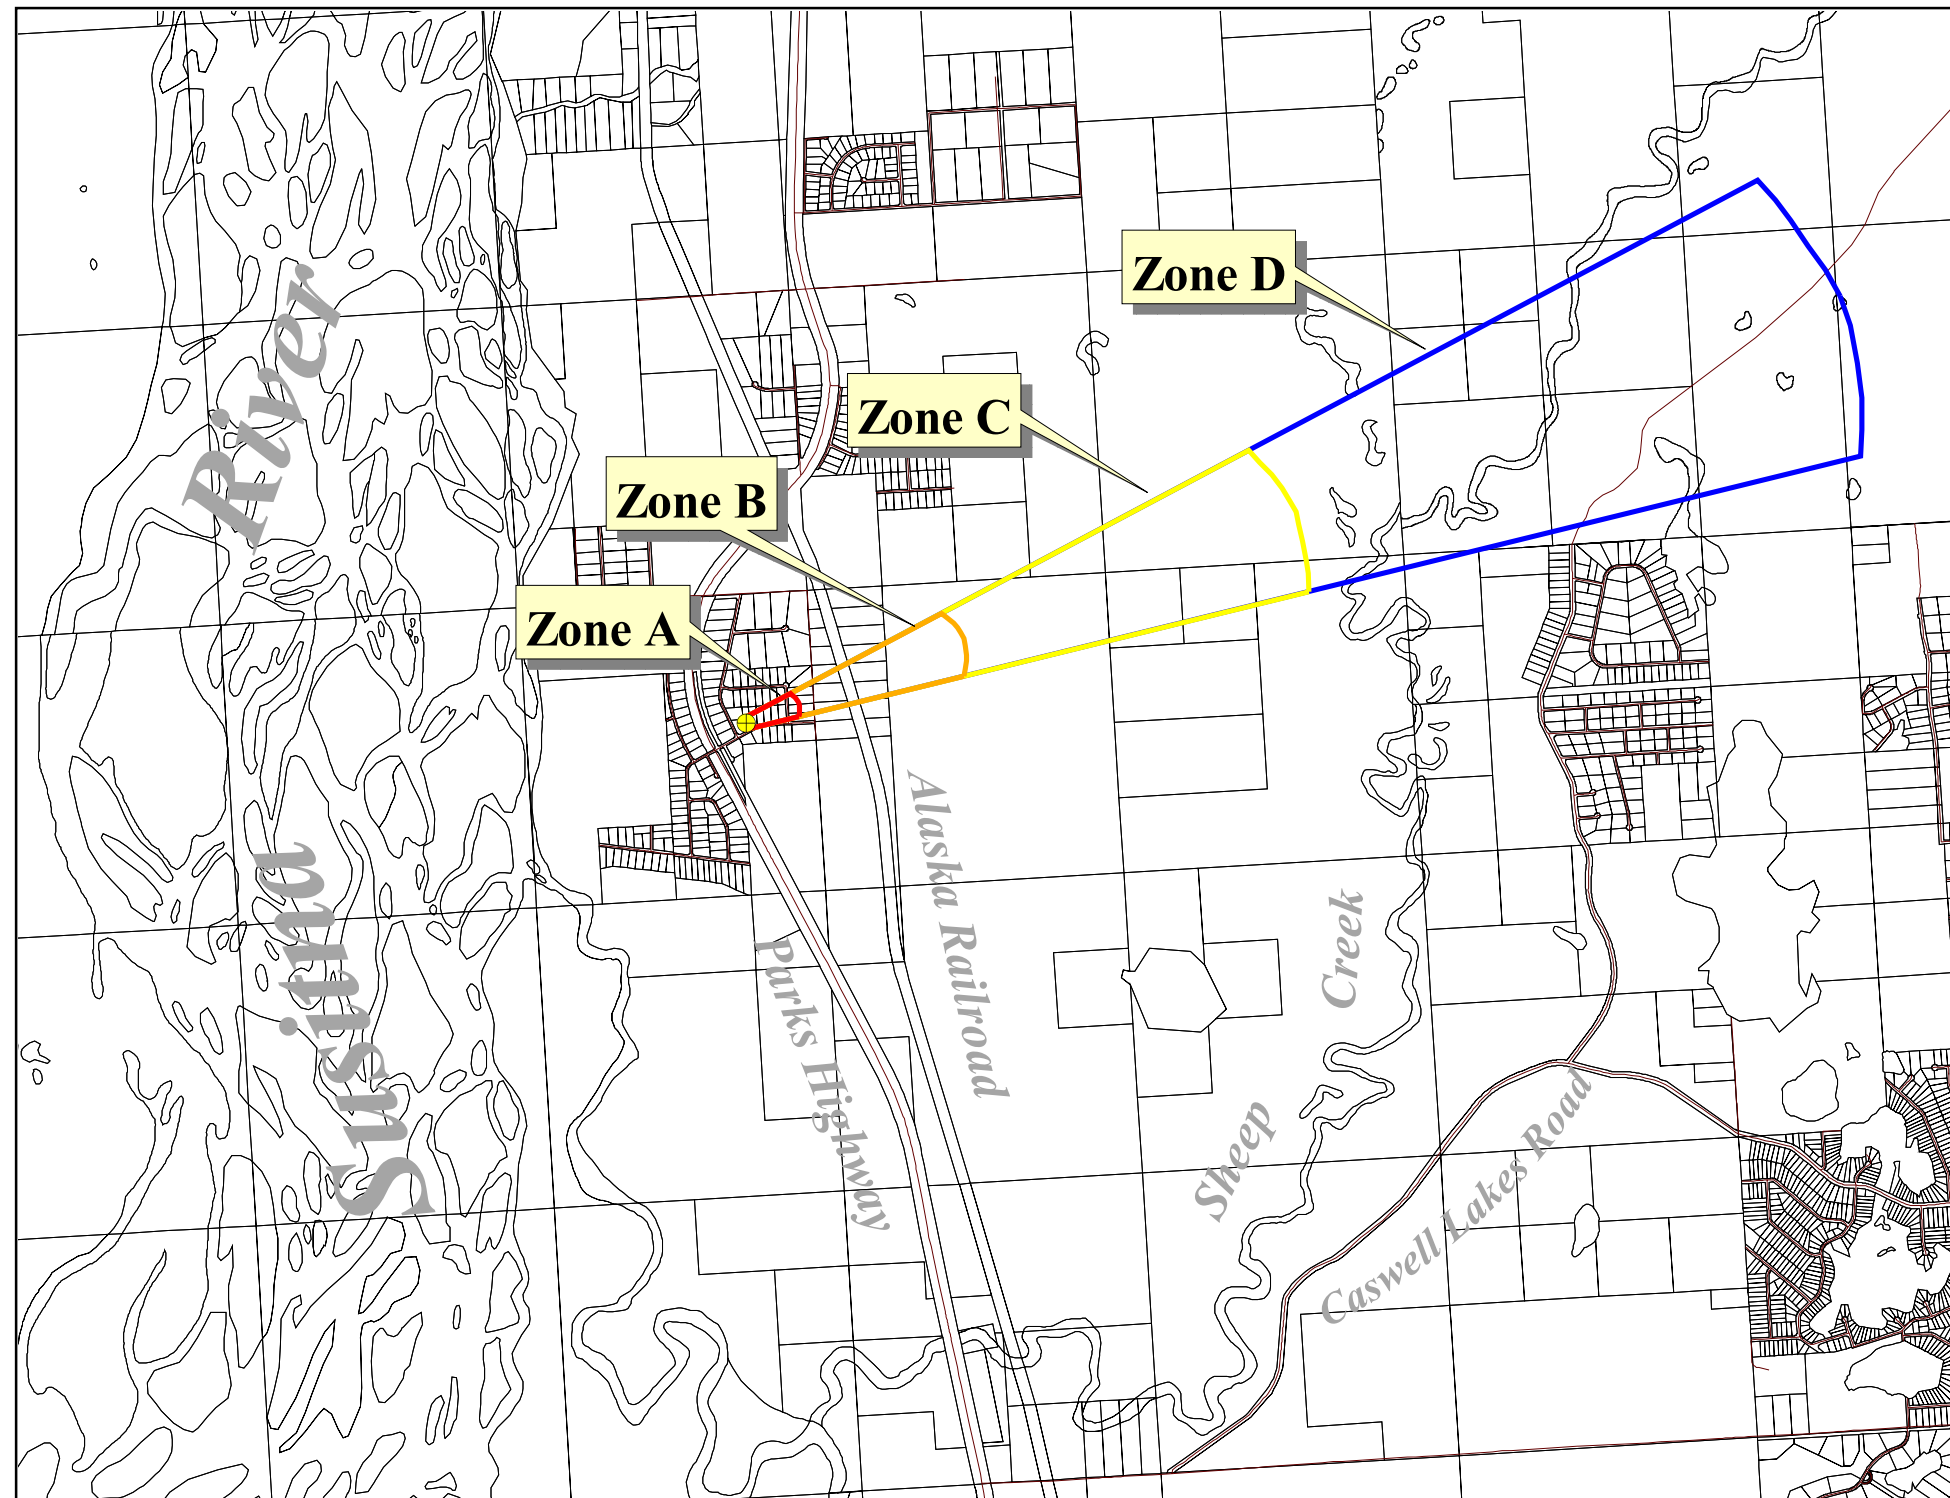 Zone D
Zone C
Zone B
Zone A
Susitna River
Alaska Railroad
Parks Highway
Sheep Creek
Caswell Lakes Road